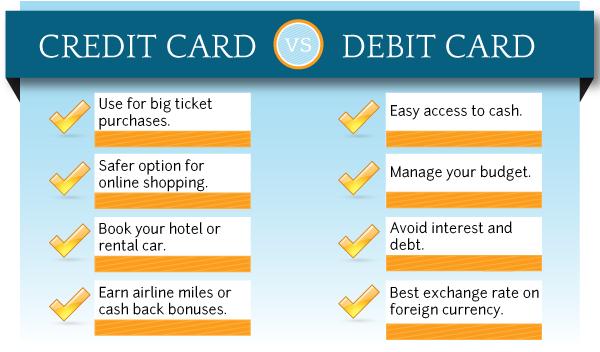 CREDIT CARD VS DEBIT CARD
Use for big ticket
purchases.
Safer option for
online shopping.
Book your hotel or
rental car.
Earn airline miles or
cash back bonuses.
Easy access to cash.
Manage your budget.
Avoid interest and
debt.
Best exchange rate on
foreign currency.